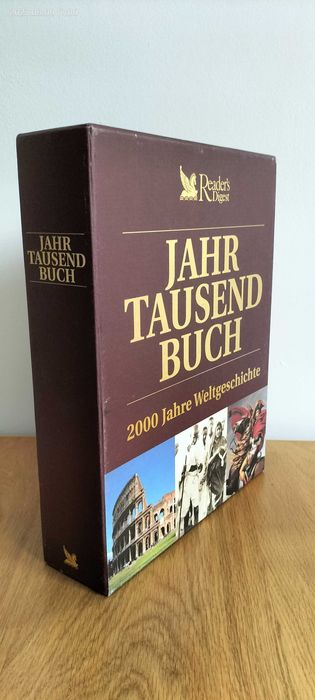 JAHR
TAUSEND
BUCH
Reader's
Digest
JAHR
TAUSEND
BUCH
2000 Jahre Weltgeschichte